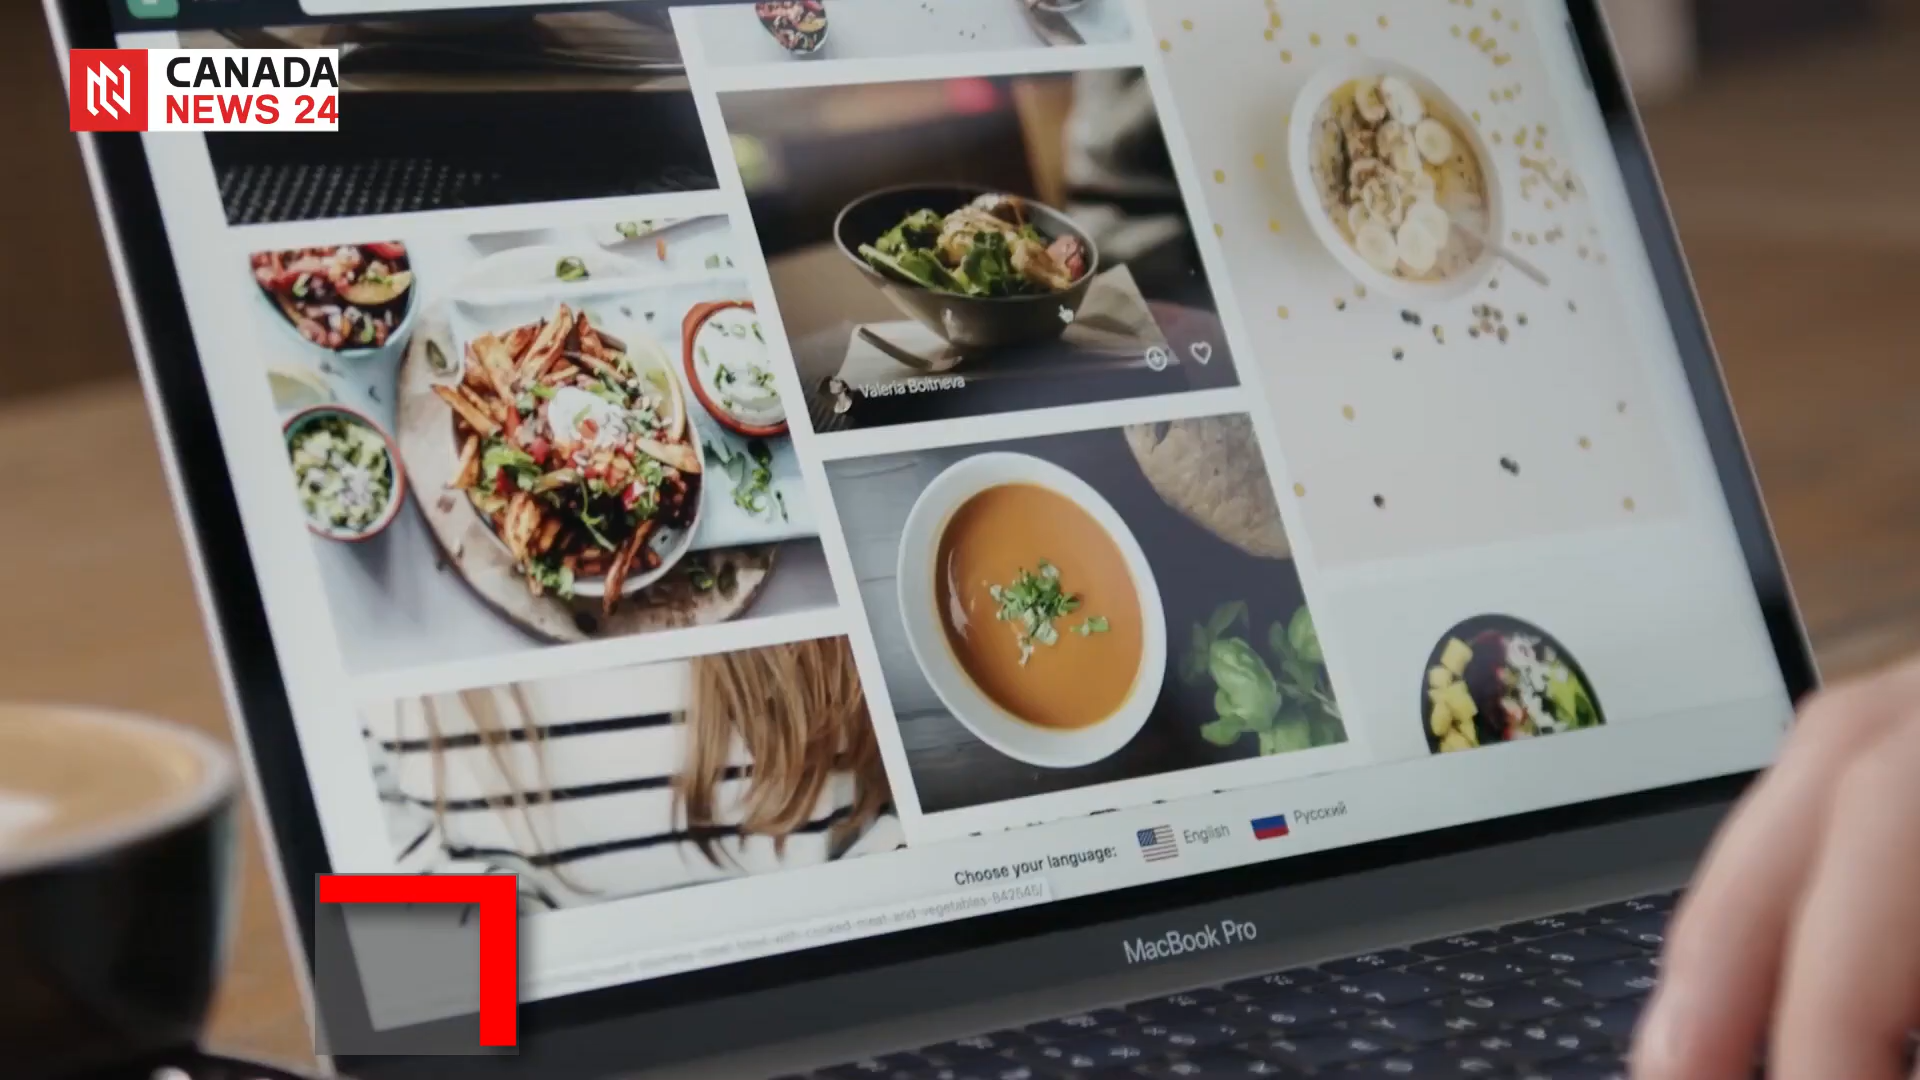 CANADA
NEWS 24
Valeria Boltneva
Choose your language:
English
Русский
MacBook Pro